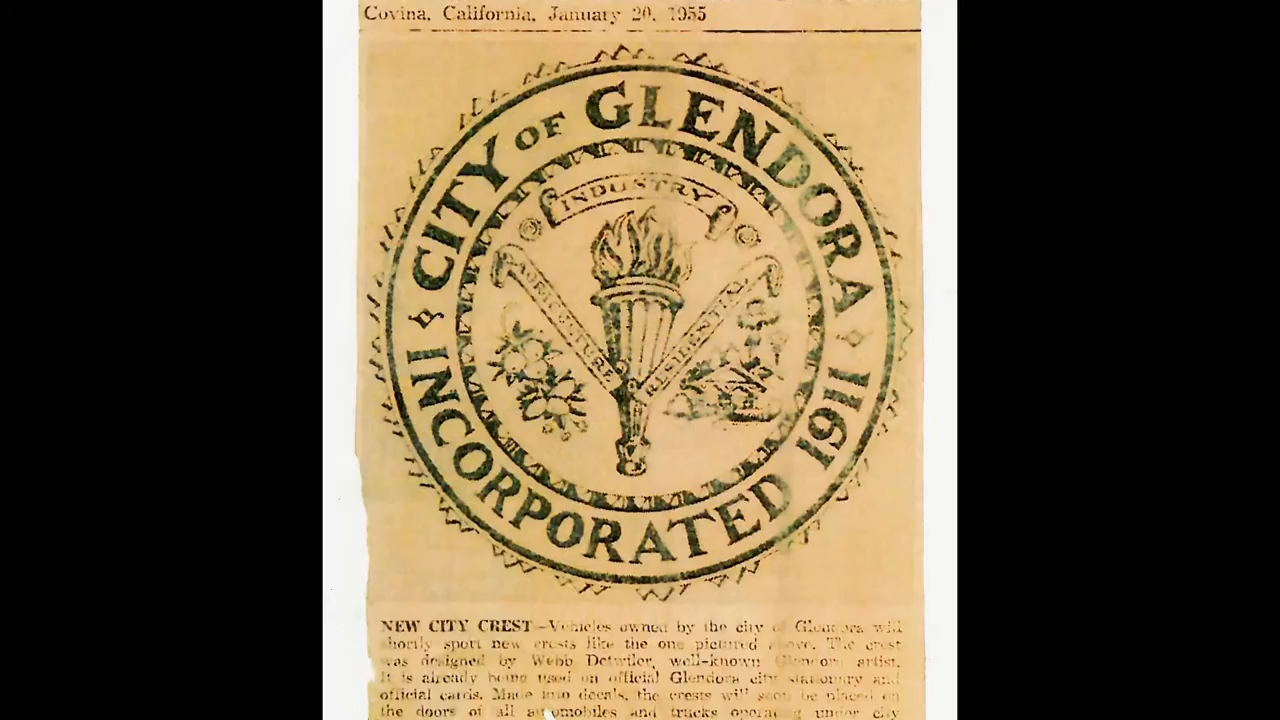 Covina, California, January 20, 1955
CITY OF GLENDORA
INDUSTRY
AGRICULTURE
RESIDENTIAL
INCORPORATED 1911
NEW CITY CREST—Vehicles owned by the city of Glendora will
shortly sport new crests like the one pictured above. The crest
was designed by Webb Detwiler, well-known Glendora artist.
It is already being used on official Glendora city stationary and
official cards. Made into decals, the crests will soon be placed on
the doors of all automobiles and trucks operating under city